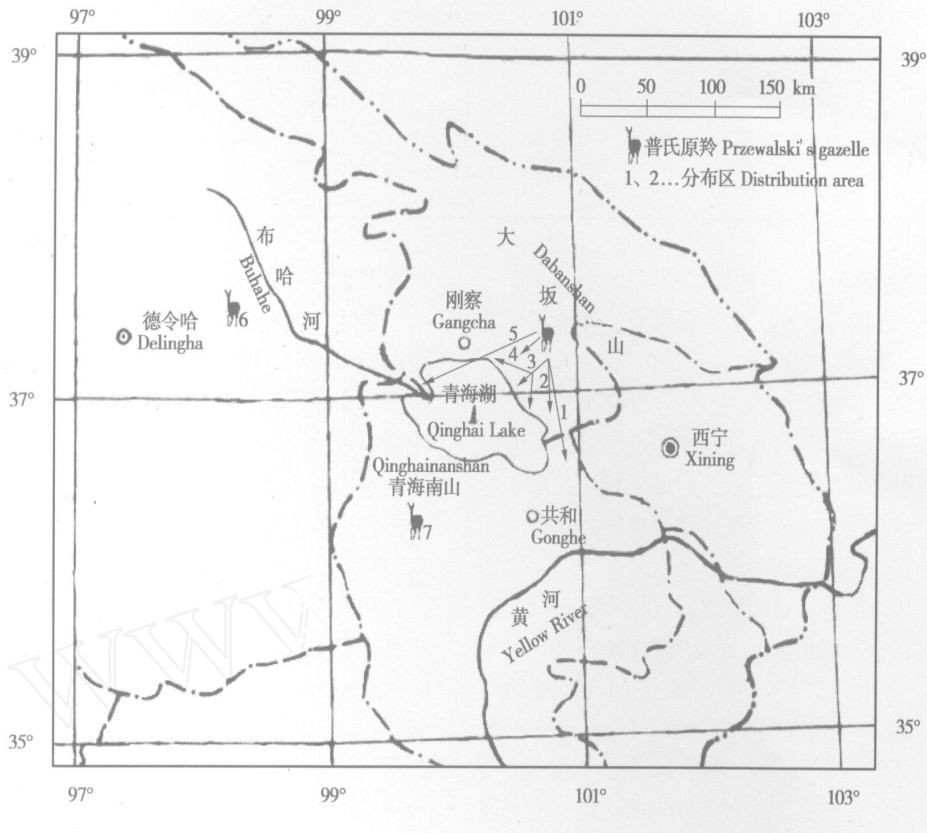 97°
99°
101°
103°
39°
39°
0 50 100 150 km
普氏原羚 Przewalski's gazelle
1、2…分布区 Distribution area
布
哈
河
Buhahe
大
坂
山
Dabanshan
刚察
Gangcha
德令哈
Delingha
6
5
4
3
2
1
37°
37°
青海湖
Qinghai Lake
西宁
Xining
Qinghainanshan
青海南山
7
共和
Gonghe
黄
河
Yellow River
WWW
35°
35°
97°
99°
101°
103°